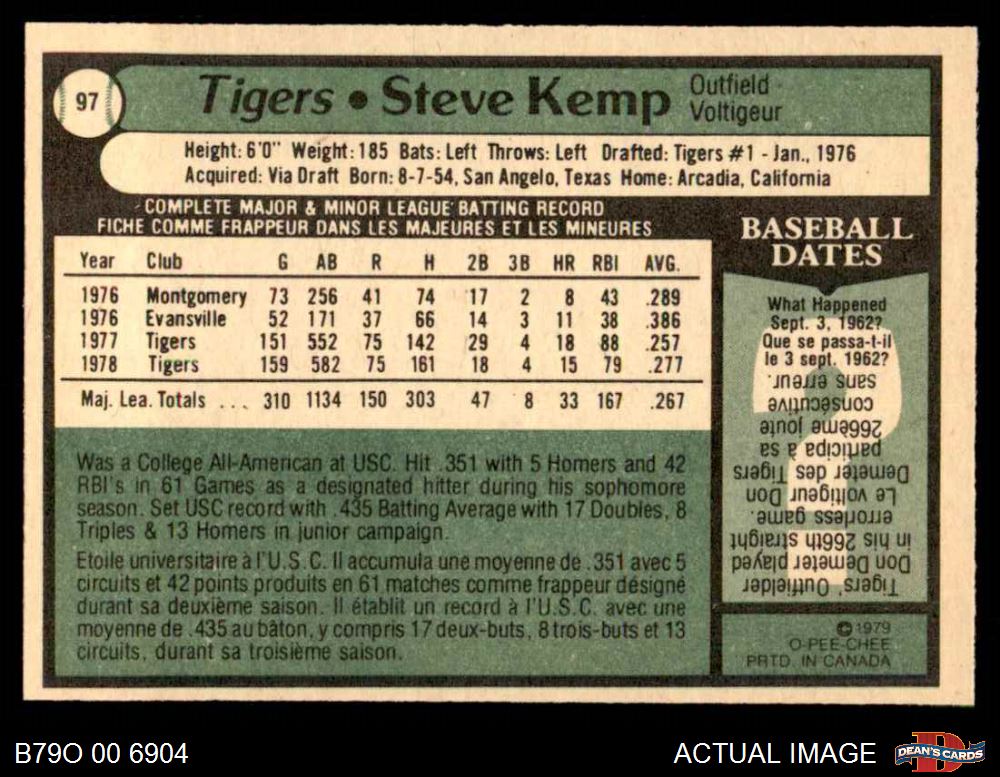 97
Tigers • Steve Kemp
Outfield
Voltigeur
Height: 6'0" Weight: 185 Bats: Left Throws: Left Drafted: Tigers #1 - Jan., 1976
Acquired: Via Draft Born: 8-7-54, San Angelo, Texas Home: Arcadia, California
COMPLETE MAJOR & MINOR LEAGUE BATTING RECORD
FICHE COMME FRAPPEUR DANS LES MAJEURES ET LES MINEURES
Year Club G AB R H 2B 3B HR RBI AVG.
1976 Montgomery 73 256 41 74 17 2 8 43 .289
1976 Evansville 52 171 37 66 14 3 11 38 .386
1977 Tigers 151 552 75 142 29 4 18 88 .257
1978 Tigers 159 582 75 161 18 4 15 79 .277
Maj. Lea. Totals ... 310 1134 150 303 47 8 33 167 .267
Was a College All-American at USC. Hit .351 with 5 Homers and 42
RBI's in 61 Games as a designated hitter during his sophomore
season. Set USC record with .435 Batting Average with 17 Doubles, 8
Triples & 13 Homers in junior campaign.
Etoile universitaire à l'U.S.C. Il accumula une moyenne de .351 avec 5
circuits et 42 points produits en 61 matches comme frappeur désigné
durant sa deuxième saison. Il établit un record à l'U.S.C. avec une
moyenne de .435 au bâton, y compris 17 deux-buts, 8 trois-buts et 13
circuits, durant sa troisième saison.
BASEBALL
DATES
What Happened
Sept. 3, 1962?
Que se passa-t-il
le 3 sept. 1962?
Tigers' Outfielder
Don Demeter played
in his 266th straight
errorless game.
Le voltigeur Don
Demeter des Tigers
participa à sa
266ème joute
consécutive
sans erreur.
© 1979
O-PEE-CHEE
PRTD. IN CANADA
B79O 00 6904
ACTUAL IMAGE
DEAN'S CARDS